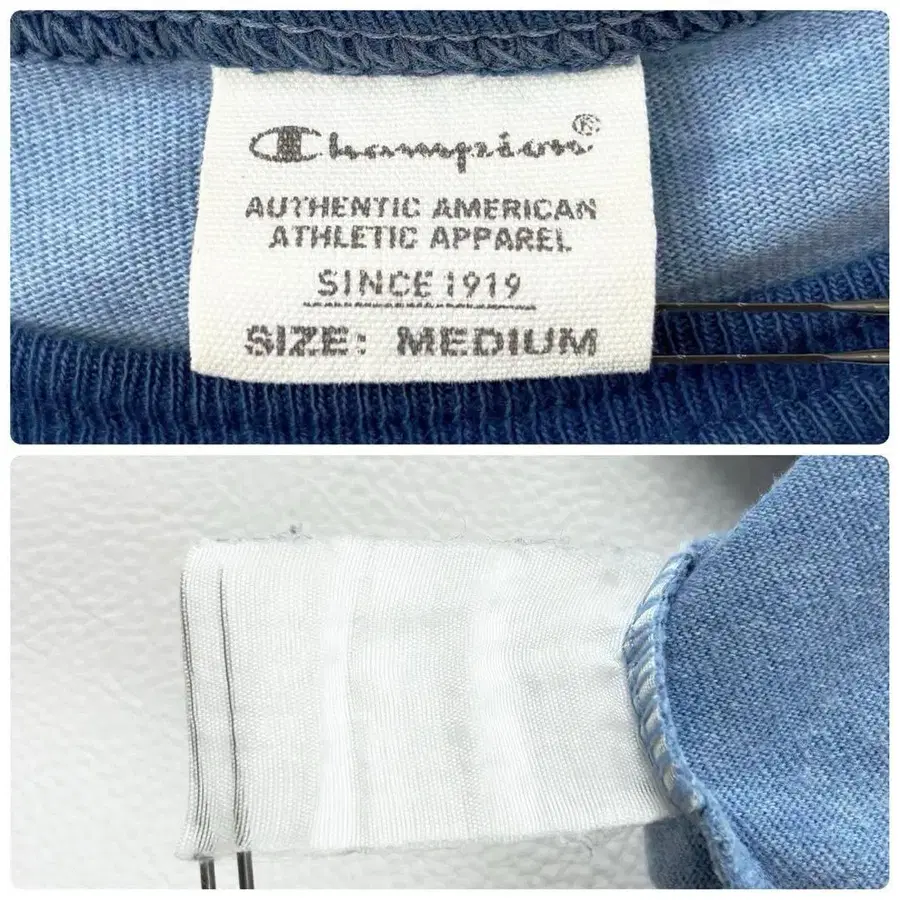 Champion®
AUTHENTIC AMERICAN
ATHLETIC APPAREL
SINCE 1919
SIZE: MEDIUM